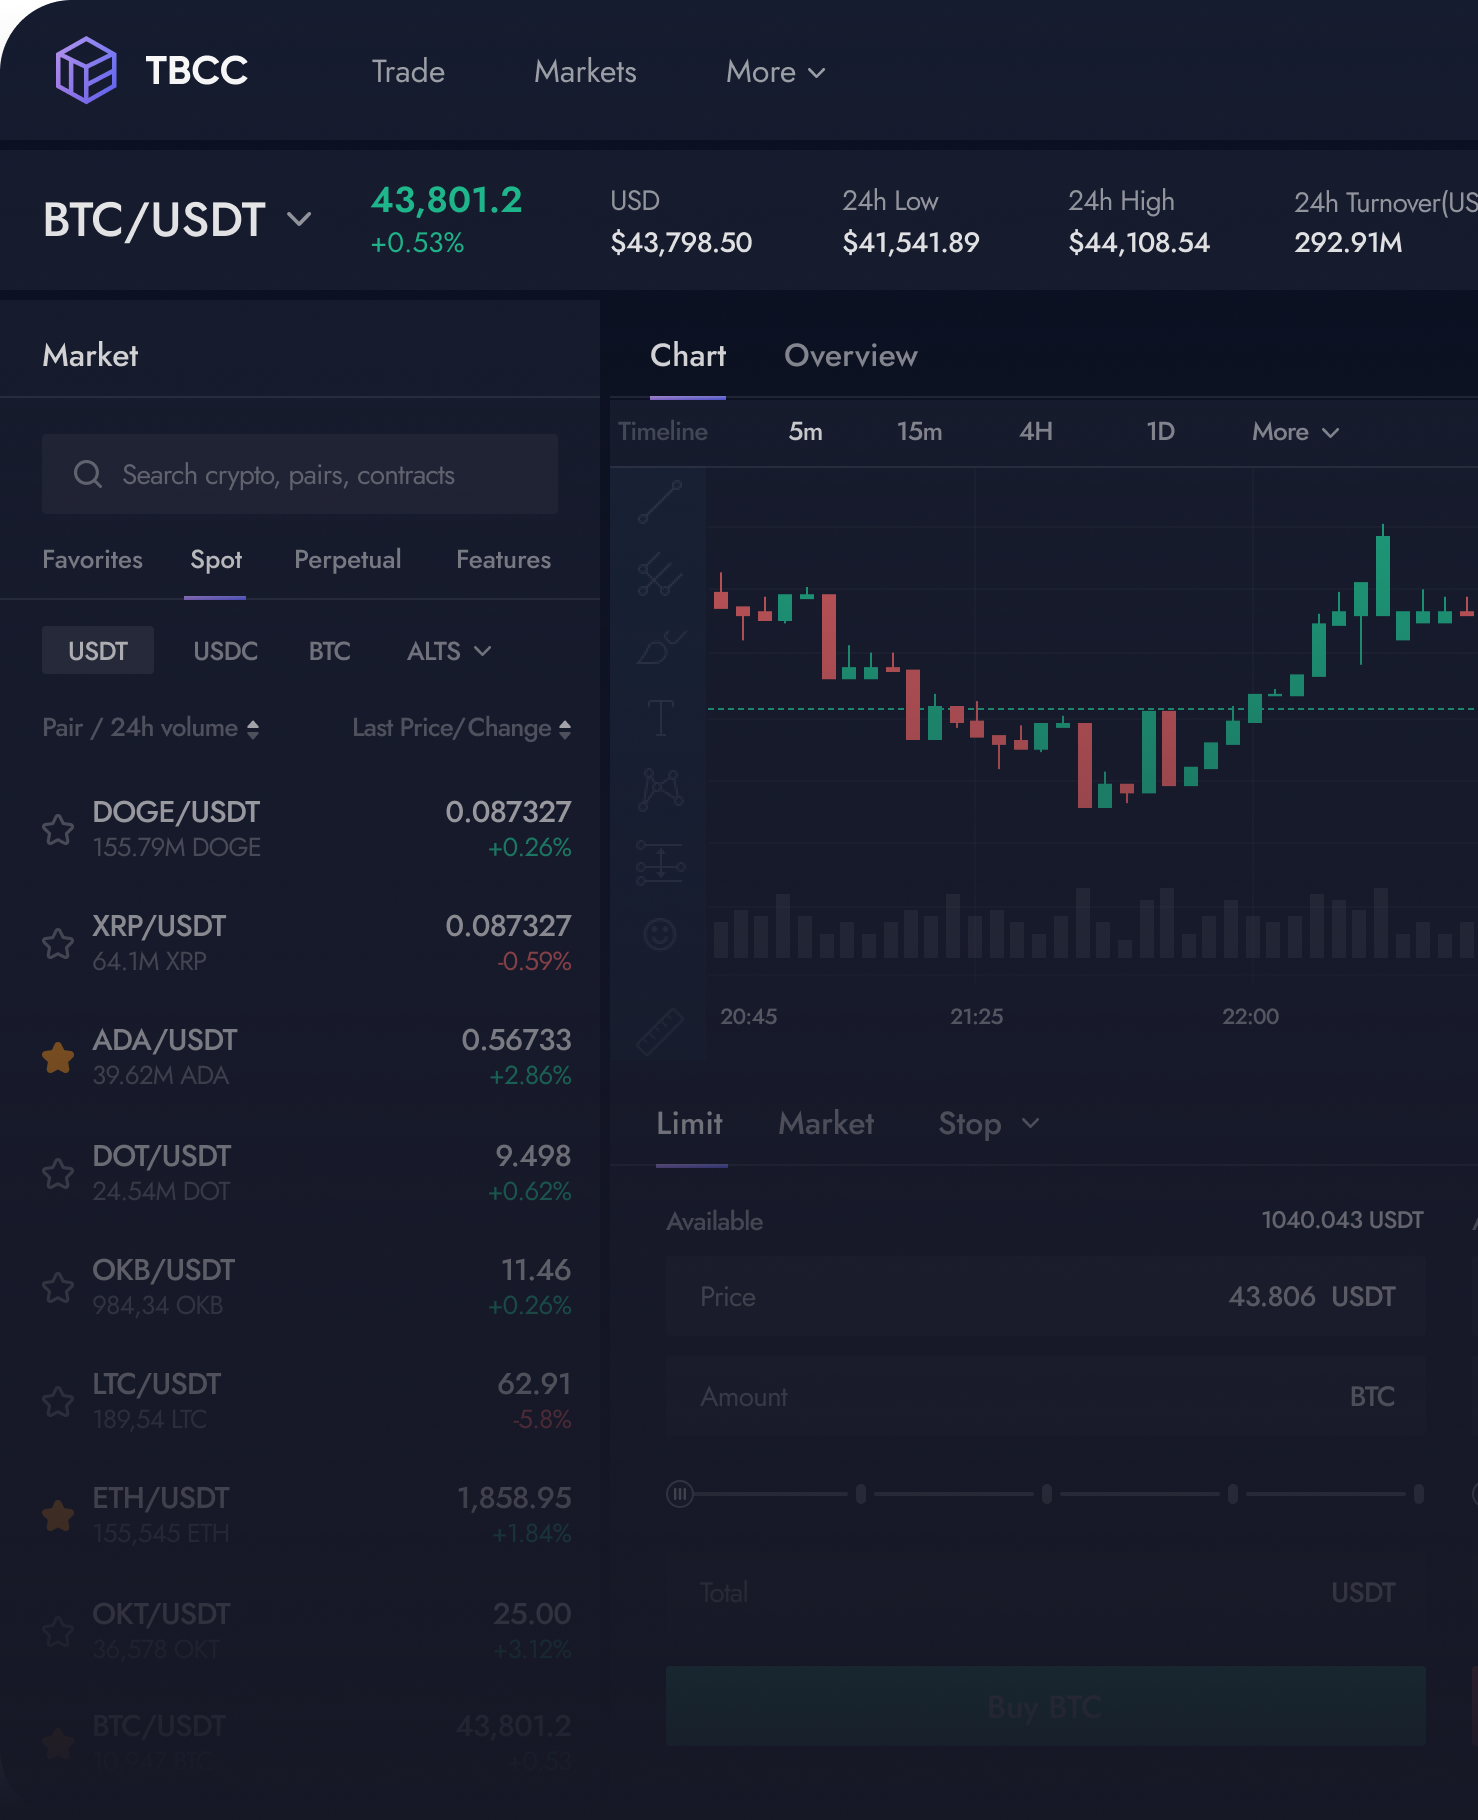 TBCC
Trade
Markets
More
BTC/USDT
43,801.2
+0.53%
USD
$43,798.50
24h Low
$41,541.89
24h High
$44,108.54
24h Turnover(US
292.91M
Market
Search crypto, pairs, contracts
Favorites
Spot
Perpetual
Features
USDT
USDC
BTC
ALTS
Pair / 24h volume
Last Price/Change
DOGE/USDT 0.087327
155.79M DOGE +0.26%
XRP/USDT 0.087327
64.1M XRP -0.59%
ADA/USDT 0.56733
39.62M ADA +2.86%
DOT/USDT 9.498
24.54M DOT +0.62%
OKB/USDT 11.46
984,34 OKB +0.26%
LTC/USDT 62.91
189,54 LTC -5.8%
ETH/USDT 1,858.95
155,545 ETH +1.84%
OKT/USDT 25.00
36,578 OKT +3.12%
BTC/USDT 43,801.2
10,947 BTC +0,53
Chart
Overview
Timeline
5m
15m
4H
1D
More
T
20:45
21:25
22:00
Limit
Market
Stop
Available 1040.043 USDT
Price 43.806 USDT
Amount BTC
Total USDT
Buy BTC